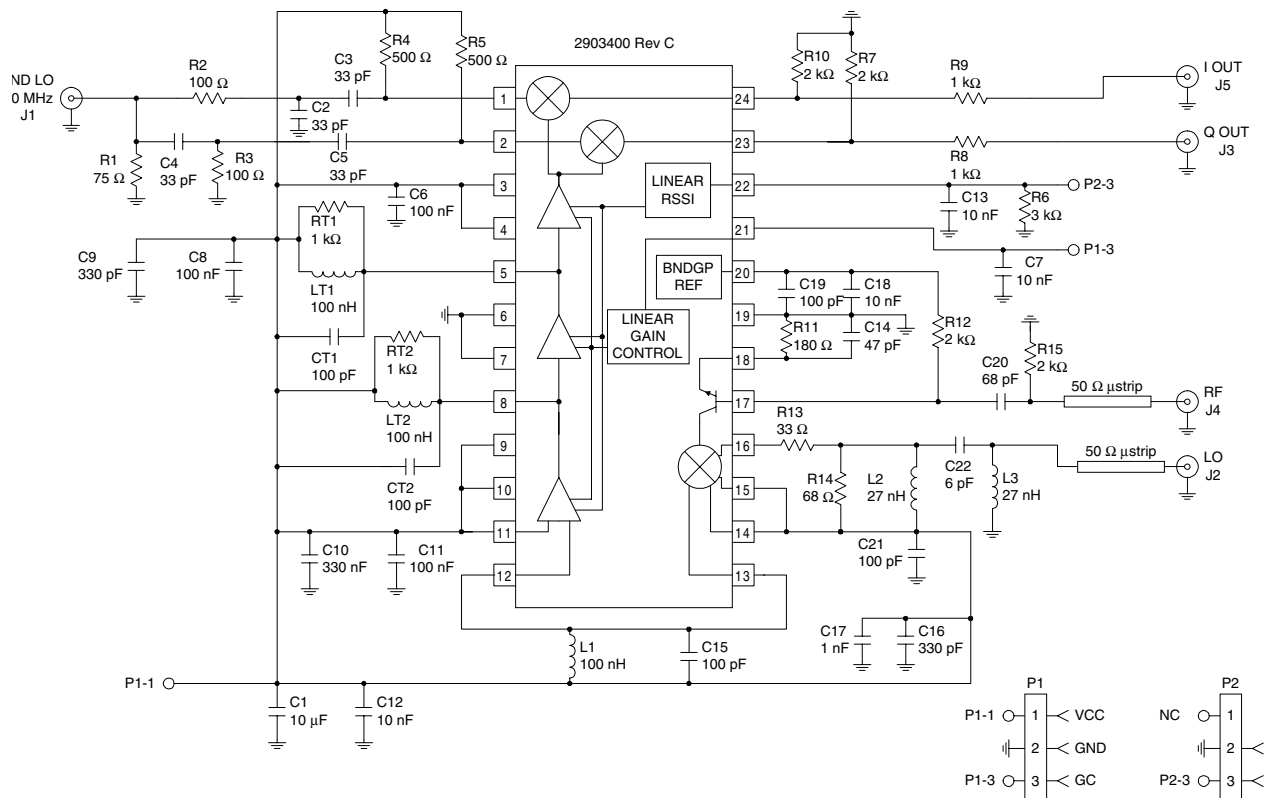 2903400 Rev C
ND LO
0 MHz
J1
R2
100 Ω
C3
33 pF
R4
500 Ω
R5
500 Ω
C2
33 pF
R1
75 Ω
C4
33 pF
R3
100 Ω
C5
33 pF
C6
100 nF
RT1
1 kΩ
C9
330 pF
C8
100 nF
LT1
100 nH
CT1
100 pF
RT2
1 kΩ
LT2
100 nH
CT2
100 pF
C10
330 nF
C11
100 nF
1
2
3
4
5
6
7
8
9
10
11
12
LINEAR
RSSI
BNDGP
REF
LINEAR
GAIN
CONTROL
24
23
22
21
20
19
18
17
16
15
14
13
R10
2 kΩ
R7
2 kΩ
R9
1 kΩ
I OUT
J5
R8
1 kΩ
Q OUT
J3
C13
10 nF
R6
3 kΩ
P2-3
P1-3
C7
10 nF
C19
100 pF
C18
10 nF
R11
180 Ω
C14
47 pF
R12
2 kΩ
C20
68 pF
R15
2 kΩ
50 Ω μstrip
RF
J4
R13
33 Ω
R14
68 Ω
L2
27 nH
C22
6 pF
L3
27 nH
50 Ω μstrip
LO
J2
C21
100 pF
C17
1 nF
C16
330 pF
L1
100 nH
C15
100 pF
P1-1
C1
10 μF
C12
10 nF
P1
P1-1 1 VCC
2 GND
P1-3 3 GC
P2
NC 1
2
P2-3 3